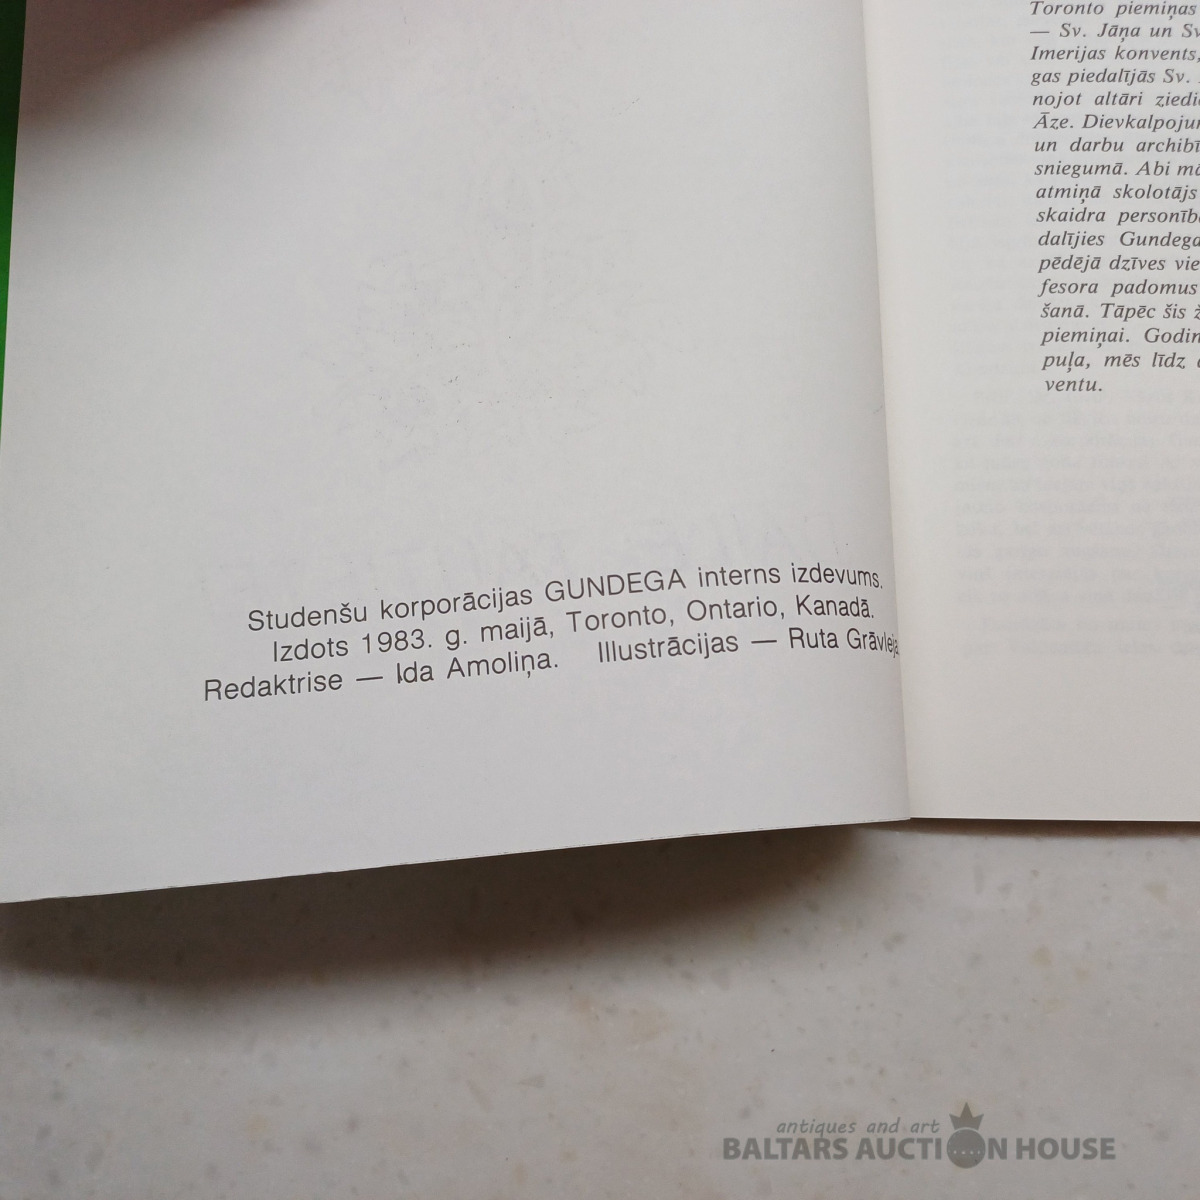 Studenšu korporācijas GUNDEGA interns izdevums.
Izdots 1983. g. maijā, Toronto, Ontario, Kanadā.
Redaktrise — Ida Amoliņa. Illustrācijas — Ruta Grāvleja
Toronto piemiņas
— Sv. Jāņa un Sv
Imerijas konvents,
gas piedalījās Sv.
nojot altāri ziedi
Āze. Dievkalpojum
un darbu archibī
sniegumā. Abi mā
atmiņā skolotājs
skaidra personība
dalījies Gundega
pēdējā dzīves vie
fesora padomus
šanā. Tāpēc šis ž
piemiņai. Godin
puļa, mēs līdz
ventu.
antiques and art
BALTARS AUCTION HOUSE